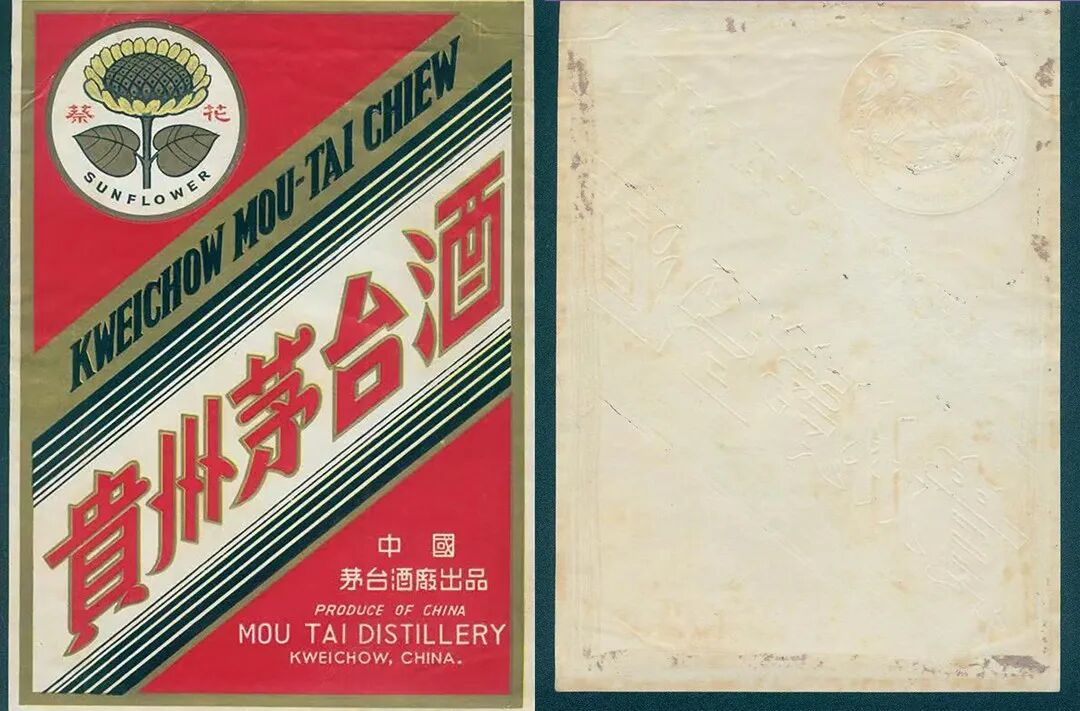 葵花
SUNFLOWER
KWEICHOW MOU-TAI CHIEW
貴州茅台酒
中國
茅台酒廠出品
PRODUCE OF CHINA
MOU TAI DISTILLERY
KWEICHOW, CHINA.